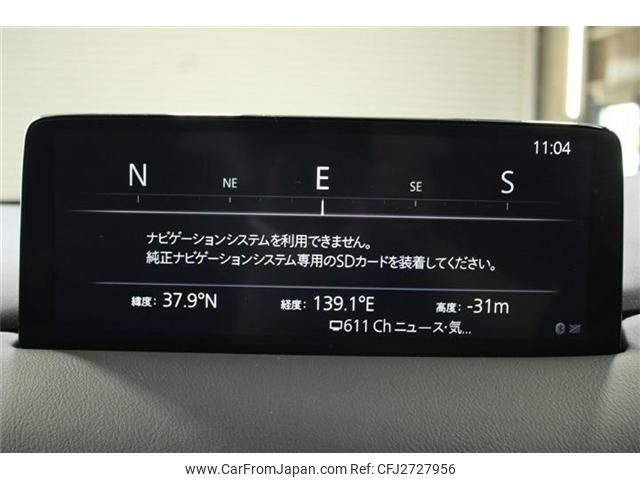 11:04
N NE E SE S
ナビゲーションシステムを利用できません。
純正ナビゲーションシステム専用のSDカードを装着してください。
緯度: 37.9°N 経度: 139.1°E 高度: -31m
611 Ch ニュース・気...
www.CarFromJapan.com - CarFromJapan - CFJ2727956